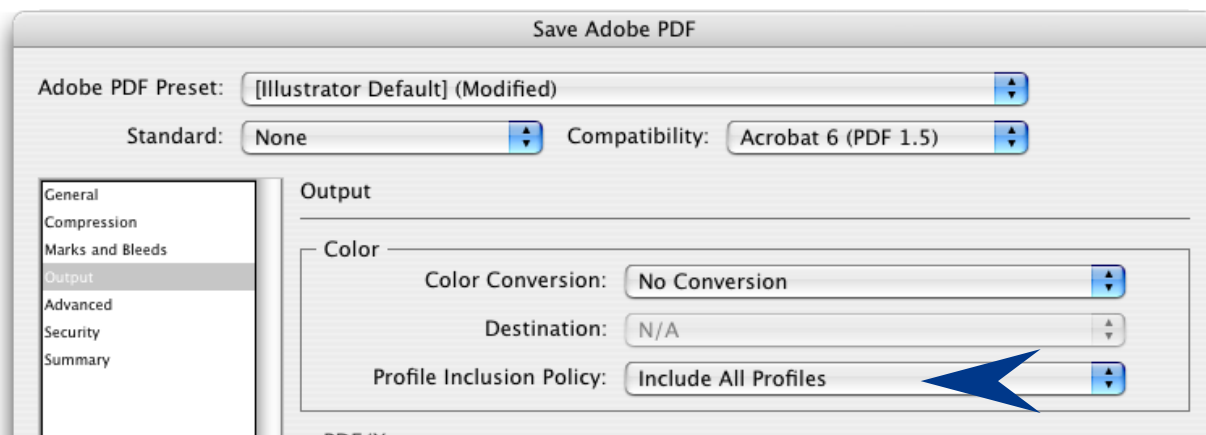 Save Adobe PDF
Adobe PDF Preset: [Illustrator Default] (Modified)
Standard: None Compatibility: Acrobat 6 (PDF 1.5)
General
Compression
Marks and Bleeds
Output
Advanced
Security
Summary
Output
Color
Color Conversion: No Conversion
Destination: N/A
Profile Inclusion Policy: Include All Profiles